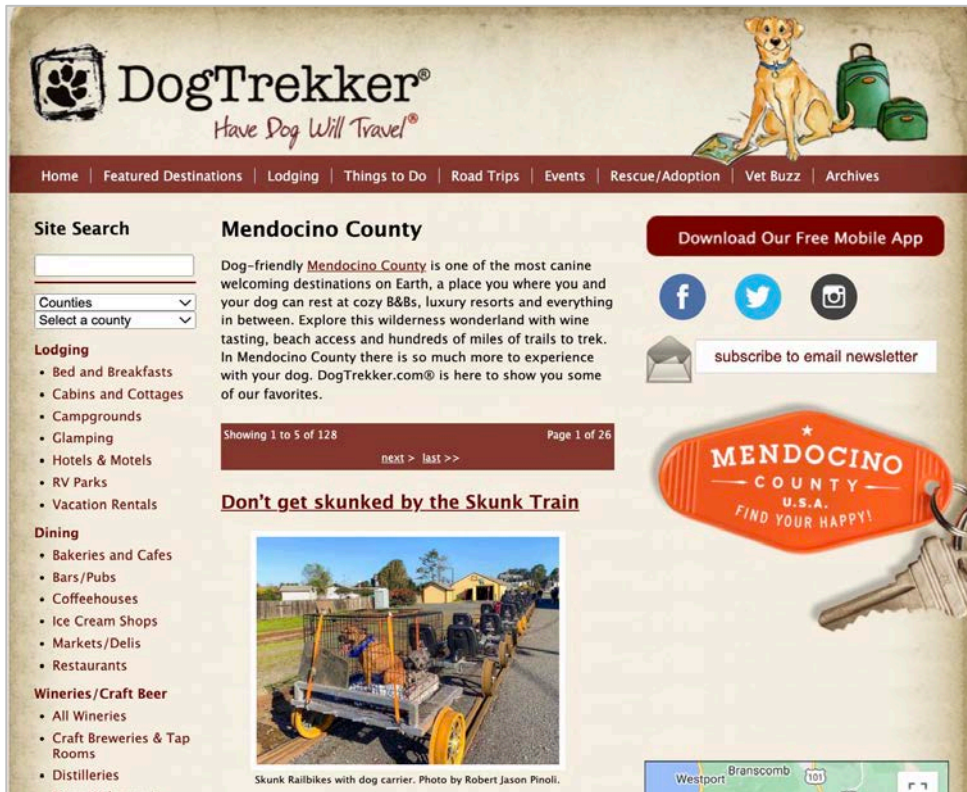 DogTrekker®
Have Dog Will Travel®
Home | Featured Destinations | Lodging | Things to Do | Road Trips | Events | Rescue/Adoption | Vet Buzz | Archives
Site Search
Counties
Select a county
Lodging
• Bed and Breakfasts
• Cabins and Cottages
• Campgrounds
• Glamping
• Hotels & Motels
• RV Parks
• Vacation Rentals
Dining
• Bakeries and Cafes
• Bars/Pubs
• Coffeehouses
• Ice Cream Shops
• Markets/Delis
• Restaurants
Wineries/Craft Beer
• All Wineries
• Craft Breweries & Tap
Rooms
• Distilleries
Mendocino County
Dog-friendly Mendocino County is one of the most canine
welcoming destinations on Earth, a place you where you and
your dog can rest at cozy B&Bs, luxury resorts and everything
in between. Explore this wilderness wonderland with wine
tasting, beach access and hundreds of miles of trails to trek.
In Mendocino County there is so much more to experience
with your dog. DogTrekker.com® is here to show you some
of our favorites.
Showing 1 to 5 of 128 Page 1 of 26
next > last >>
Don't get skunked by the Skunk Train
Skunk Railbikes with dog carrier. Photo by Robert Jason Pinoli.
Download Our Free Mobile App
subscribe to email newsletter
MENDOCINO
COUNTY
U.S.A.
FIND YOUR HAPPY!
Westport Branscomb 101